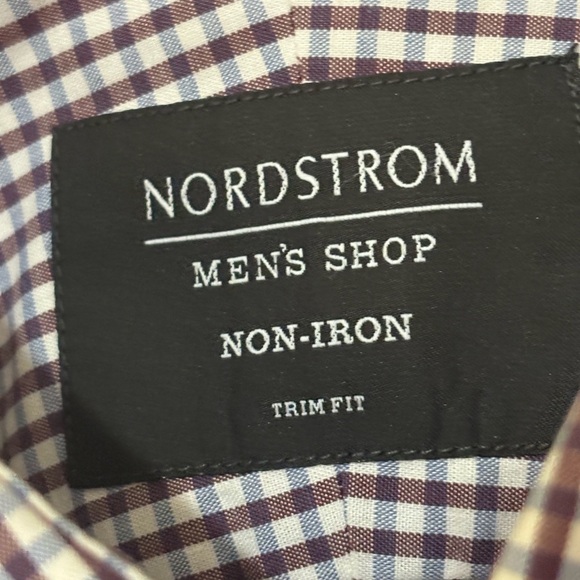 NORDSTROM
MEN'S SHOP
NON-IRON
TRIM FIT